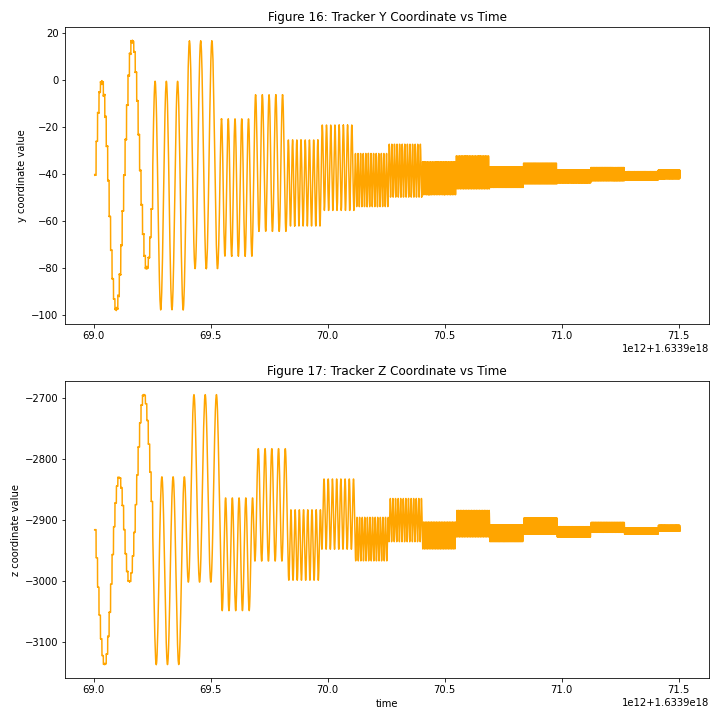 Figure 16: Tracker Y Coordinate vs Time
20
0
−20
−40
−60
−80
−100
y coordinate value
69.0 69.5 70.0 70.5 71.0 71.5
1e12+1.6339e18
Figure 17: Tracker Z Coordinate vs Time
−2700
−2800
−2900
−3000
−3100
z coordinate value
69.0 69.5 70.0 70.5 71.0 71.5
time
1e12+1.6339e18